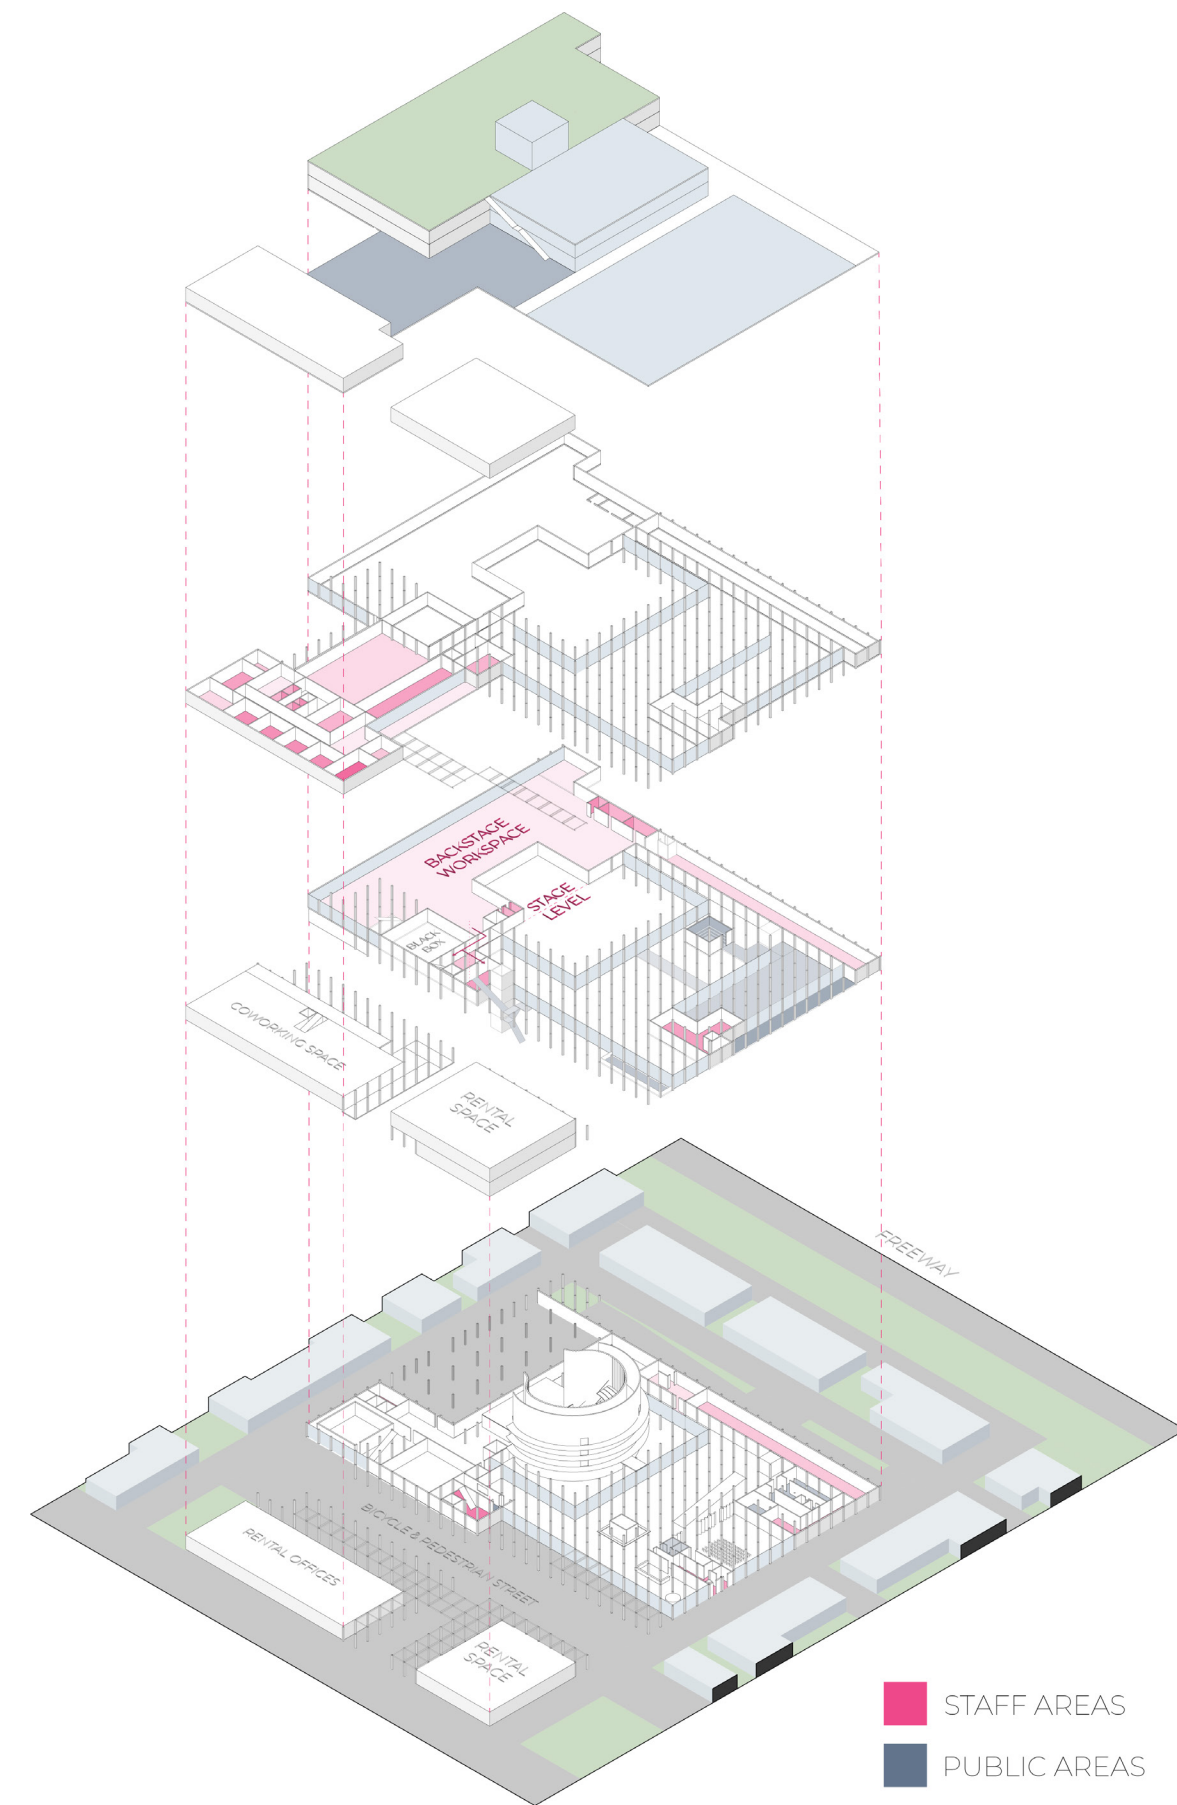 BACKSTAGE
WORKSPACE
STAGE
LEVEL
BLACK
BOX
COWORKING SPACE
RENTAL
SPACE
FREEWAY
BICYCLE & PEDESTRIAN STREET
RENTAL OFFICES
RENTAL
SPACE
STAFF AREAS
PUBLIC AREAS